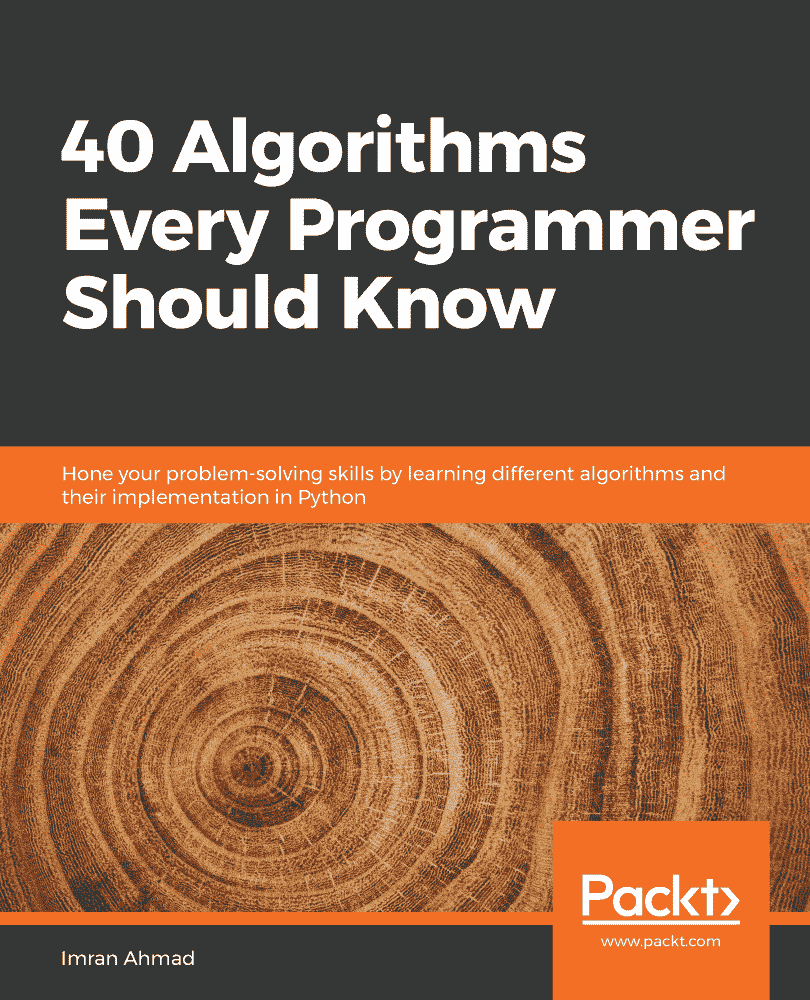 40 Algorithms
Every Programmer
Should Know
Hone your problem-solving skills by learning different algorithms and
their implementation in Python
Packt>
www.packt.com
Imran Ahmad